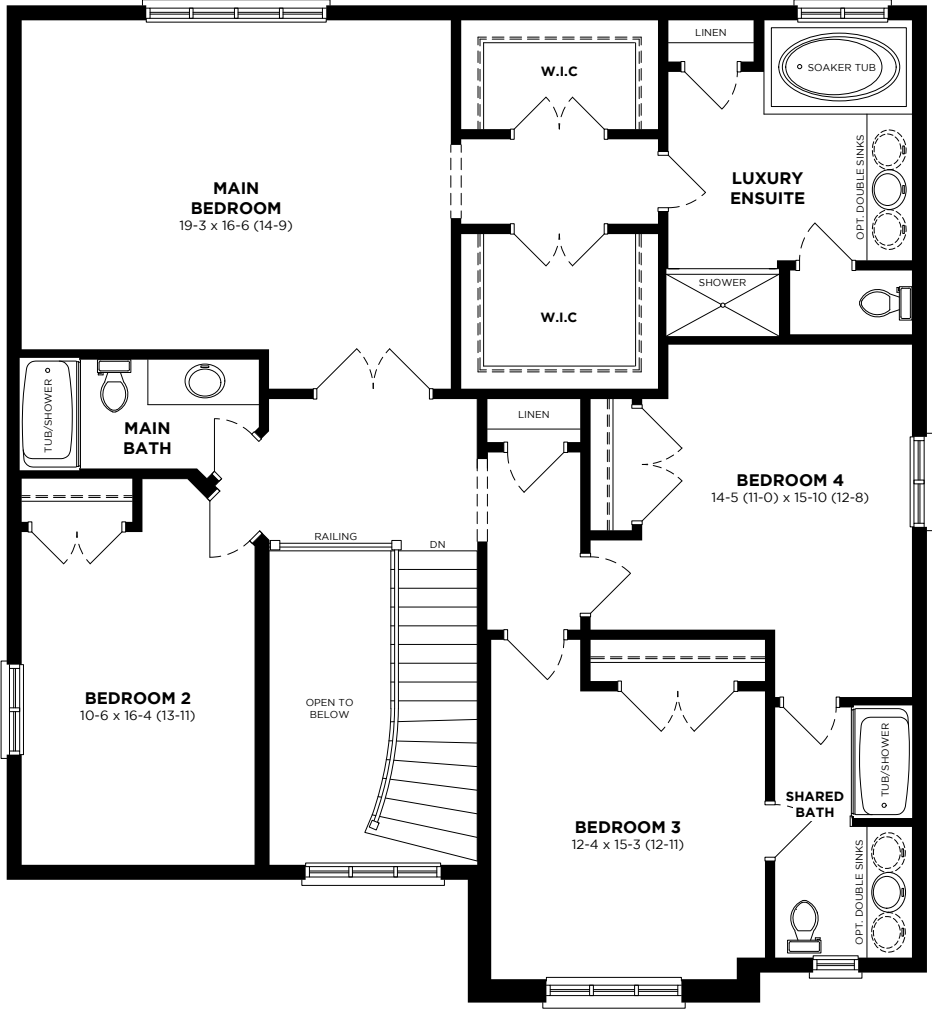 LINEN
SOAKER TUB
W.I.C
OPT. DOUBLE SINKS
MAIN
BEDROOM
19-3 x 16-6 (14-9)
LUXURY
ENSUITE
SHOWER
W.I.C
TUB/SHOWER
MAIN
BATH
LINEN
BEDROOM 4
14-5 (11-0) x 15-10 (12-8)
RAILING
DN
BEDROOM 2
10-6 x 16-4 (13-11)
OPEN TO
BELOW
TUB/SHOWER
SHARED
BATH
BEDROOM 3
12-4 x 15-3 (12-11)
OPT. DOUBLE SINKS